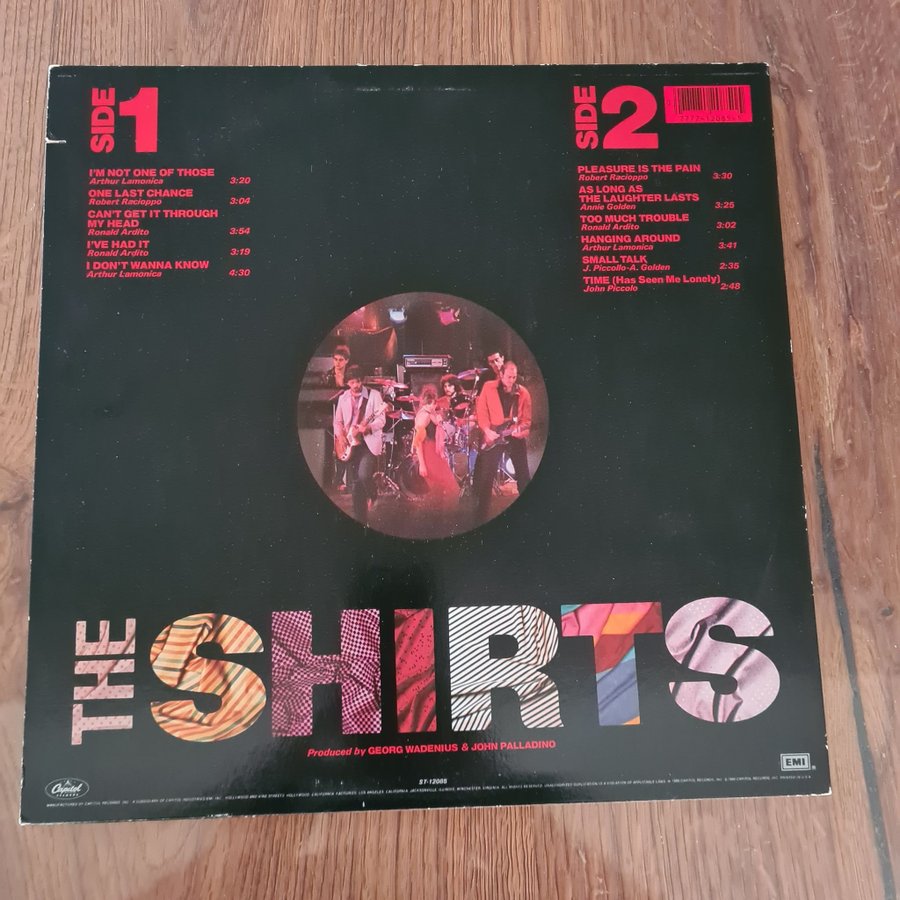 SIDE 1
I'M NOT ONE OF THOSE
Arthur Lamonica 3:20
ONE LAST CHANCE
Robert Racioppo 3:04
CAN'T GET IT THROUGH
MY HEAD
Ronald Ardito 3:54
I'VE HAD IT
Ronald Ardito 3:19
I DON'T WANNA KNOW
Arthur Lamonica 4:30
SIDE 2
PLEASURE IS THE PAIN
Robert Racioppo 3:30
AS LONG AS
THE LAUGHTER LASTS
Annie Golden 3:25
TOO MUCH TROUBLE
Ronald Ardito 3:02
HANGING AROUND
Arthur Lamonica 3:41
SMALL TALK
J. Piccollo-A. Golden 2:35
TIME (Has Seen Me Lonely)
John Piccolo 2:48
THE SHIRTS
Produced by GEORG WADENIUS & JOHN PALLADINO
Capitol
RECORDS
ST-12085
EMI